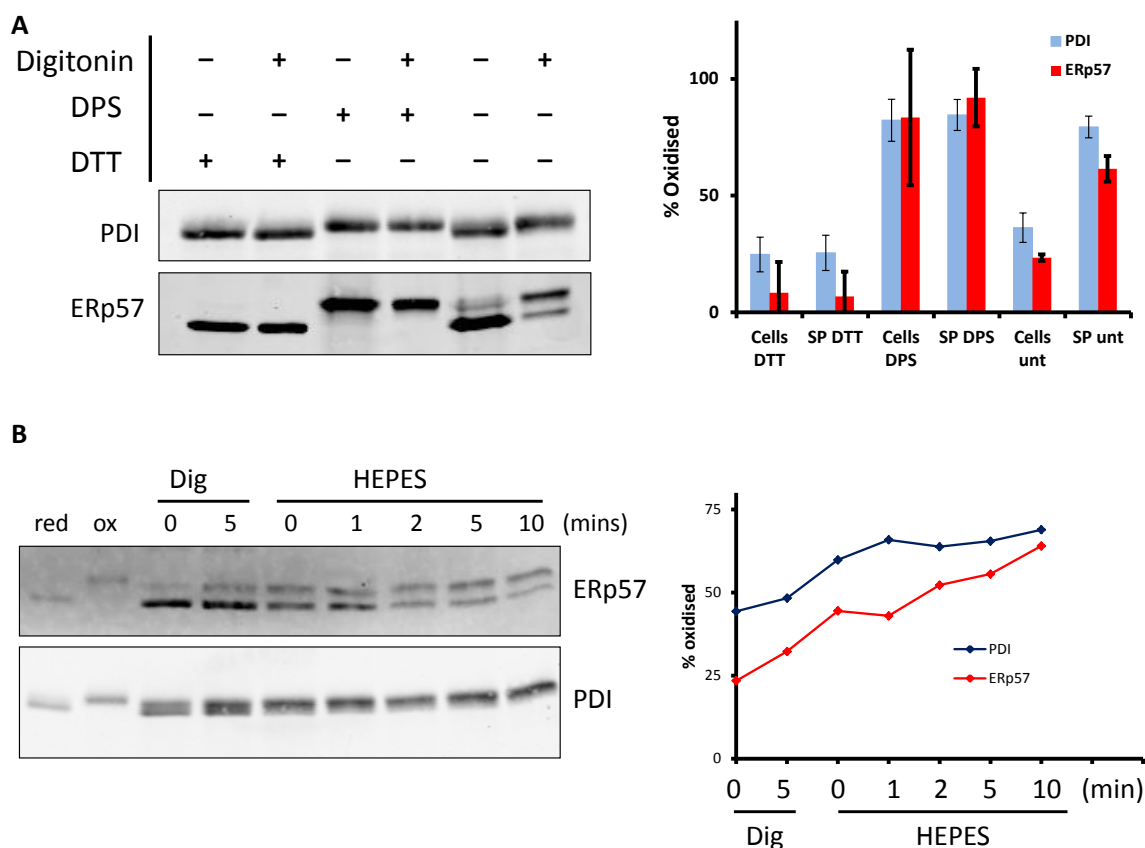 A
Digitonin – + – + – +
DPS – – + + – –
DTT + + – – – –
PDI
ERp57
% Oxidised
100
50
0
PDI
ERp57
Cells DTT
SP DTT
Cells DPS
SP DPS
Cells unt
SP unt
B
Dig HEPES
red ox 0 5 0 1 2 5 10 (mins)
ERp57
PDI
% oxidised
75
50
25
0
PDI
ERp57
0 5 0 1 2 5 10 (min)
Dig HEPES